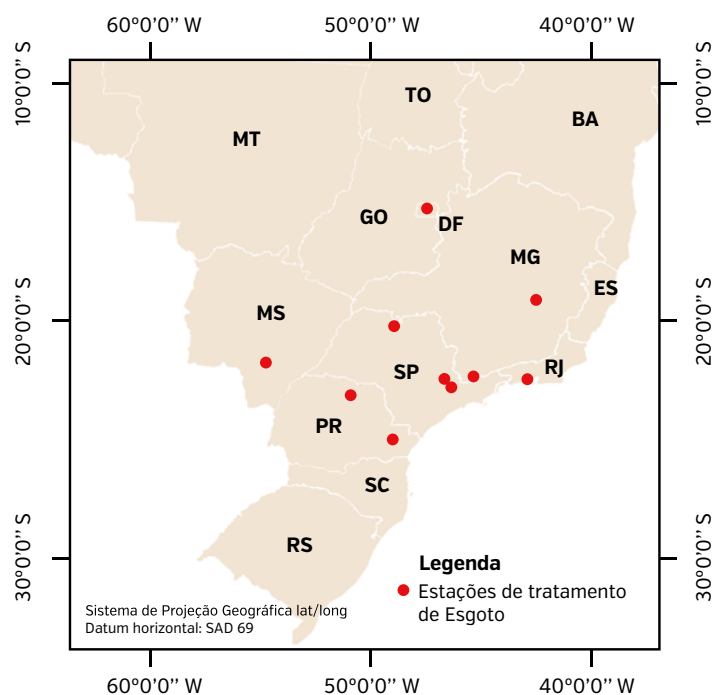 60°0'0'' W
50°0'0'' W
40°0'0'' W
10°0'0'' S
10°0'0'' S
TO
BA
MT
GO
DF
MG
ES
MS
20°0'0'' S
20°0'0'' S
RJ
SP
PR
SC
RS
30°0'0'' S
30°0'0'' S
Legenda
Estações de tratamento
de Esgoto
Sistema de Projeção Geográfica lat/long
Datum horizontal: SAD 69
60°0'0'' W
50°0'0'' W
40°0'0'' W